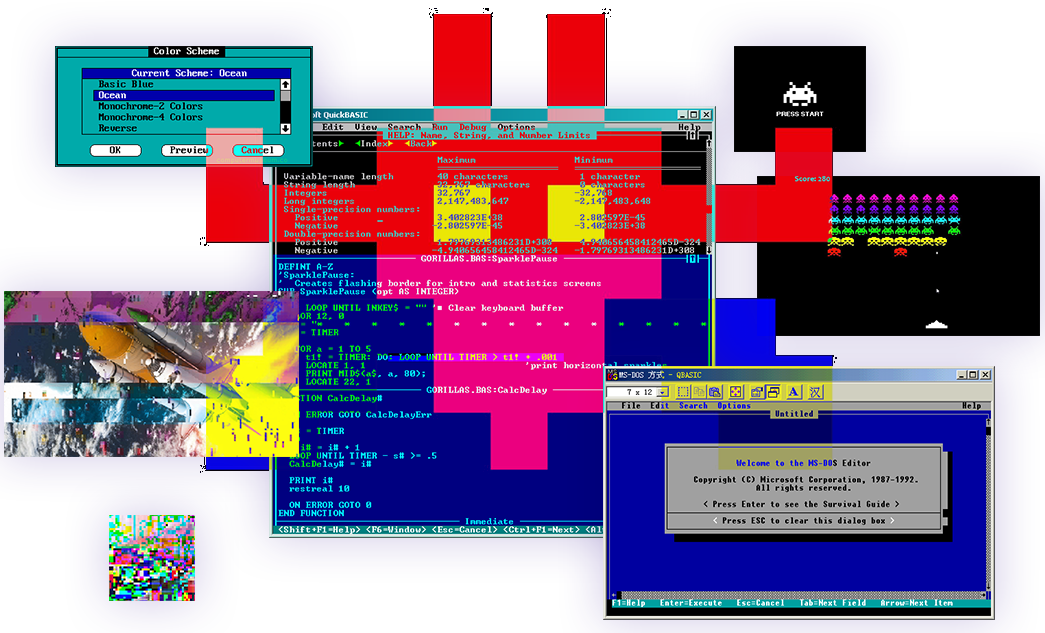 Color Scheme
Current Scheme: Ocean
Basic Blue
Ocean
Monochrome-2 Colors
Monochrome-4 Colors
Reverse
OK Preview Cancel
PRESS START
Score: 280
oft QuickBASIC
Edit View Search Run Debug Options Help
HELP: Name, String, and Number Limits
tents▶ ◀Index▶ ◀Back▶
Maximum Minimum
Variable-name length 40 characters 1 character
String length 32,767 characters 0 characters
Integers 32,767 -32,768
Long integers 2,147,483,647 -2,147,483,648
Single-precision numbers:
Positive 3.402823E+38 2.802597E-45
Negative -2.802597E-45 -3.402823E+38
Double-precision numbers:
Positive 1.79769313486231D+308 4.940656458412465D-324
Negative -4.940656458412465D-324 -1.79769313486231D+308
GORILLAS.BAS:SparklePause
DEFINT A-Z
'SparklePause:
' Creates flashing border for intro and statistics screens
SUB SparklePause (opt AS INTEGER)
LOOP UNTIL INKEY$ = "" '■ Clear keyboard buffer
OR 12, 0
= "* * * * * * * * * * * * * * *
= TIMER
OR a = 1 TO 5
t1! = TIMER: DO: LOOP UNTIL TIMER > t1! + .001
LOCATE 1, 1 'print horizontal sparkles
PRINT MID$(a$, a, 80);
LOCATE 22, 1
GORILLAS.BAS:CalcDelay
CTION CalcDelay#
N ERROR GOTO CalcDelayErr
= TIMER
i# = i# + 1
OOP UNTIL TIMER - s# >= .5
CalcDelay# = i#
PRINT i#
restreal 10
ON ERROR GOTO 0
END FUNCTION
Immediate
<Shift+F1=Help> <F6=Window> <Esc=Cancel> <Ctrl+F1=Next> <Al
MS-DOS 方式 - QBASIC
7 x 12
File Edit Search Options Help
Untitled
Welcome to the MS-DOS Editor
Copyright (C) Microsoft Corporation, 1987-1992.
All rights reserved.
< Press Enter to see the Survival Guide >
< Press ESC to clear this dialog box >
F1=Help Enter=Execute Esc=Cancel Tab=Next Field Arrow=Next Item